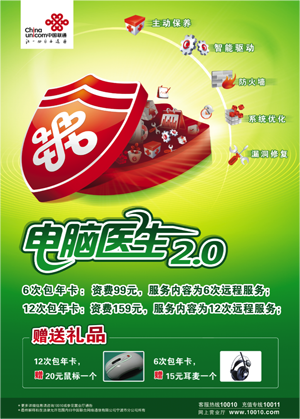 China
unicom中国联通
主动保养
智能驱动
防火墙
系统优化
漏洞修复
电脑医生2.0
6次包年卡：资费99元，服务内容为6次远程服务；
12次包年卡：资费159元，服务内容为12次远程服务；
赠送礼品
12次包年卡，
赠20元鼠标一个
6次包年卡，
赠15元耳麦一个
客服热线10010 充值专线10011
网上营业厅 www.10010.com